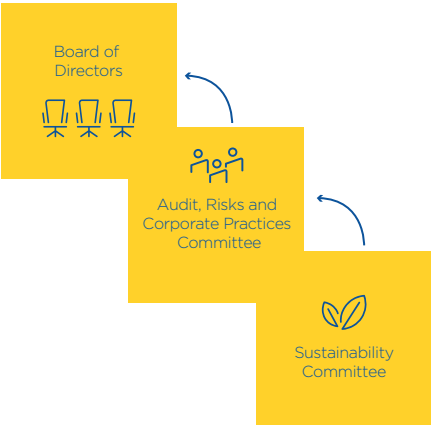 Board of
Directors
Audit, Risks and
Corporate Practices
Committee
Sustainability
Committee